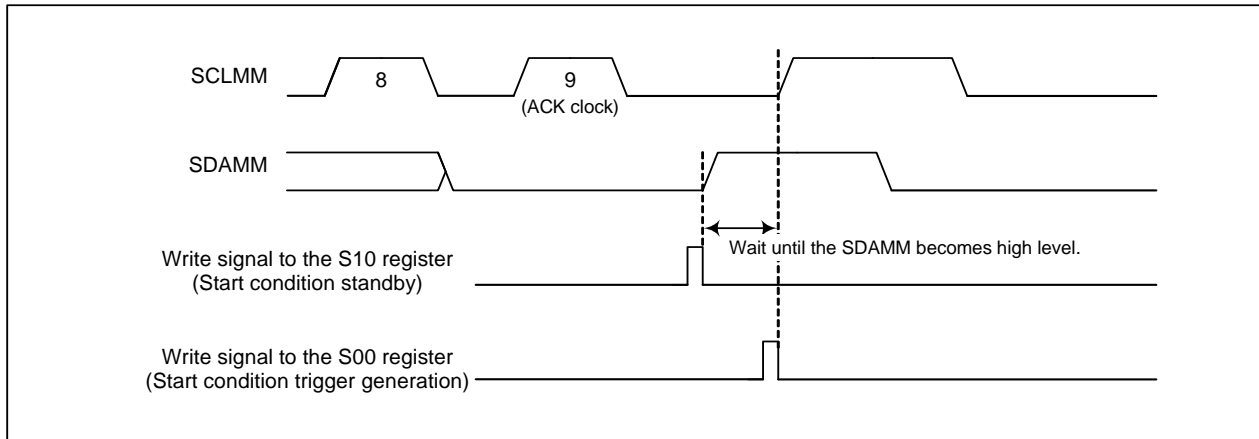 SCLMM
8
9
(ACK clock)
SDAMM
Wait until the SDAMM becomes high level.
Write signal to the S10 register
(Start condition standby)
Write signal to the S00 register
(Start condition trigger generation)